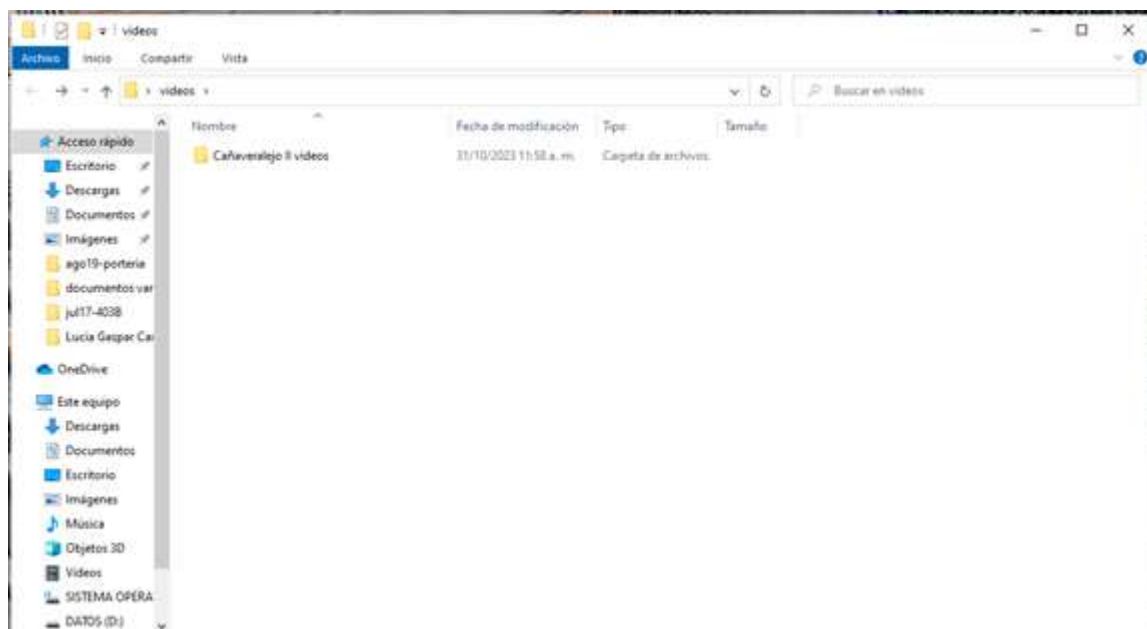 videos
Archivo Inicio Compartir Vista
videos
Buscar en videos
Nombre Fecha de modificación Tipo Tamaño
Cañaveralejo II videos 31/10/2023 11:58 a. m. Carpeta de archivos
Acceso rápido
Escritorio
Descargas
Documentos
Imágenes
ago19-porteria
documentos var
jul17-403B
Lucia Gaspar Ca
OneDrive
Este equipo
Descargas
Documentos
Escritorio
Imágenes
Música
Objetos 3D
Videos
SISTEMA OPERA
DATOS (D:)